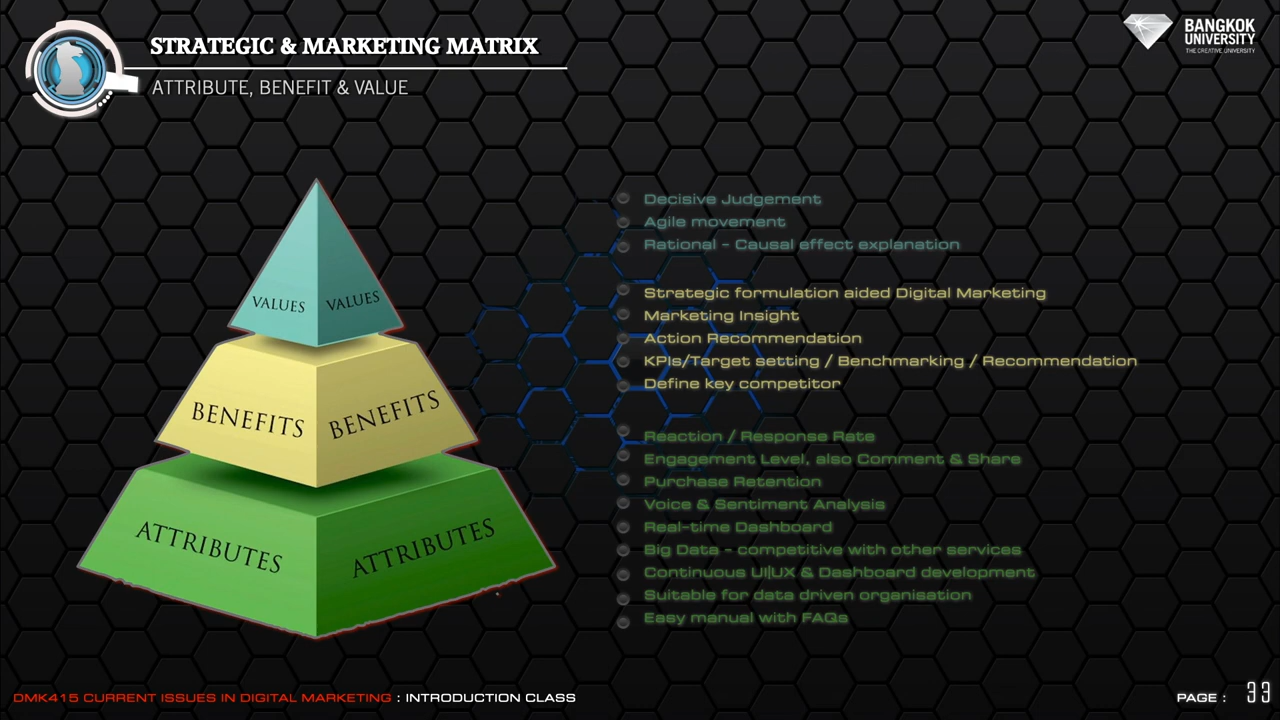 STRATEGIC & MARKETING MATRIX
ATTRIBUTE, BENEFIT & VALUE
BANGKOK
UNIVERSITY
THE CREATIVE UNIVERSITY
VALUES VALUES
BENEFITS BENEFITS
ATTRIBUTES ATTRIBUTES
Decisive Judgement
Agile movement
Rational - Causal effect explanation
Strategic formulation aided Digital Marketing
Marketing Insight
Action Recommendation
KPIs/Target setting / Benchmarking / Recommendation
Define key competitor
Reaction / Response Rate
Engagement Level, also Comment & Share
Purchase Retention
Voice & Sentiment Analysis
Real-time Dashboard
Big Data - competitive with other services
Continuous UI|UX & Dashboard development
Suitable for data driven organisation
Easy manual with FAQs
DMK415 CURRENT ISSUES IN DIGITAL MARKETING : INTRODUCTION CLASS
PAGE : 33